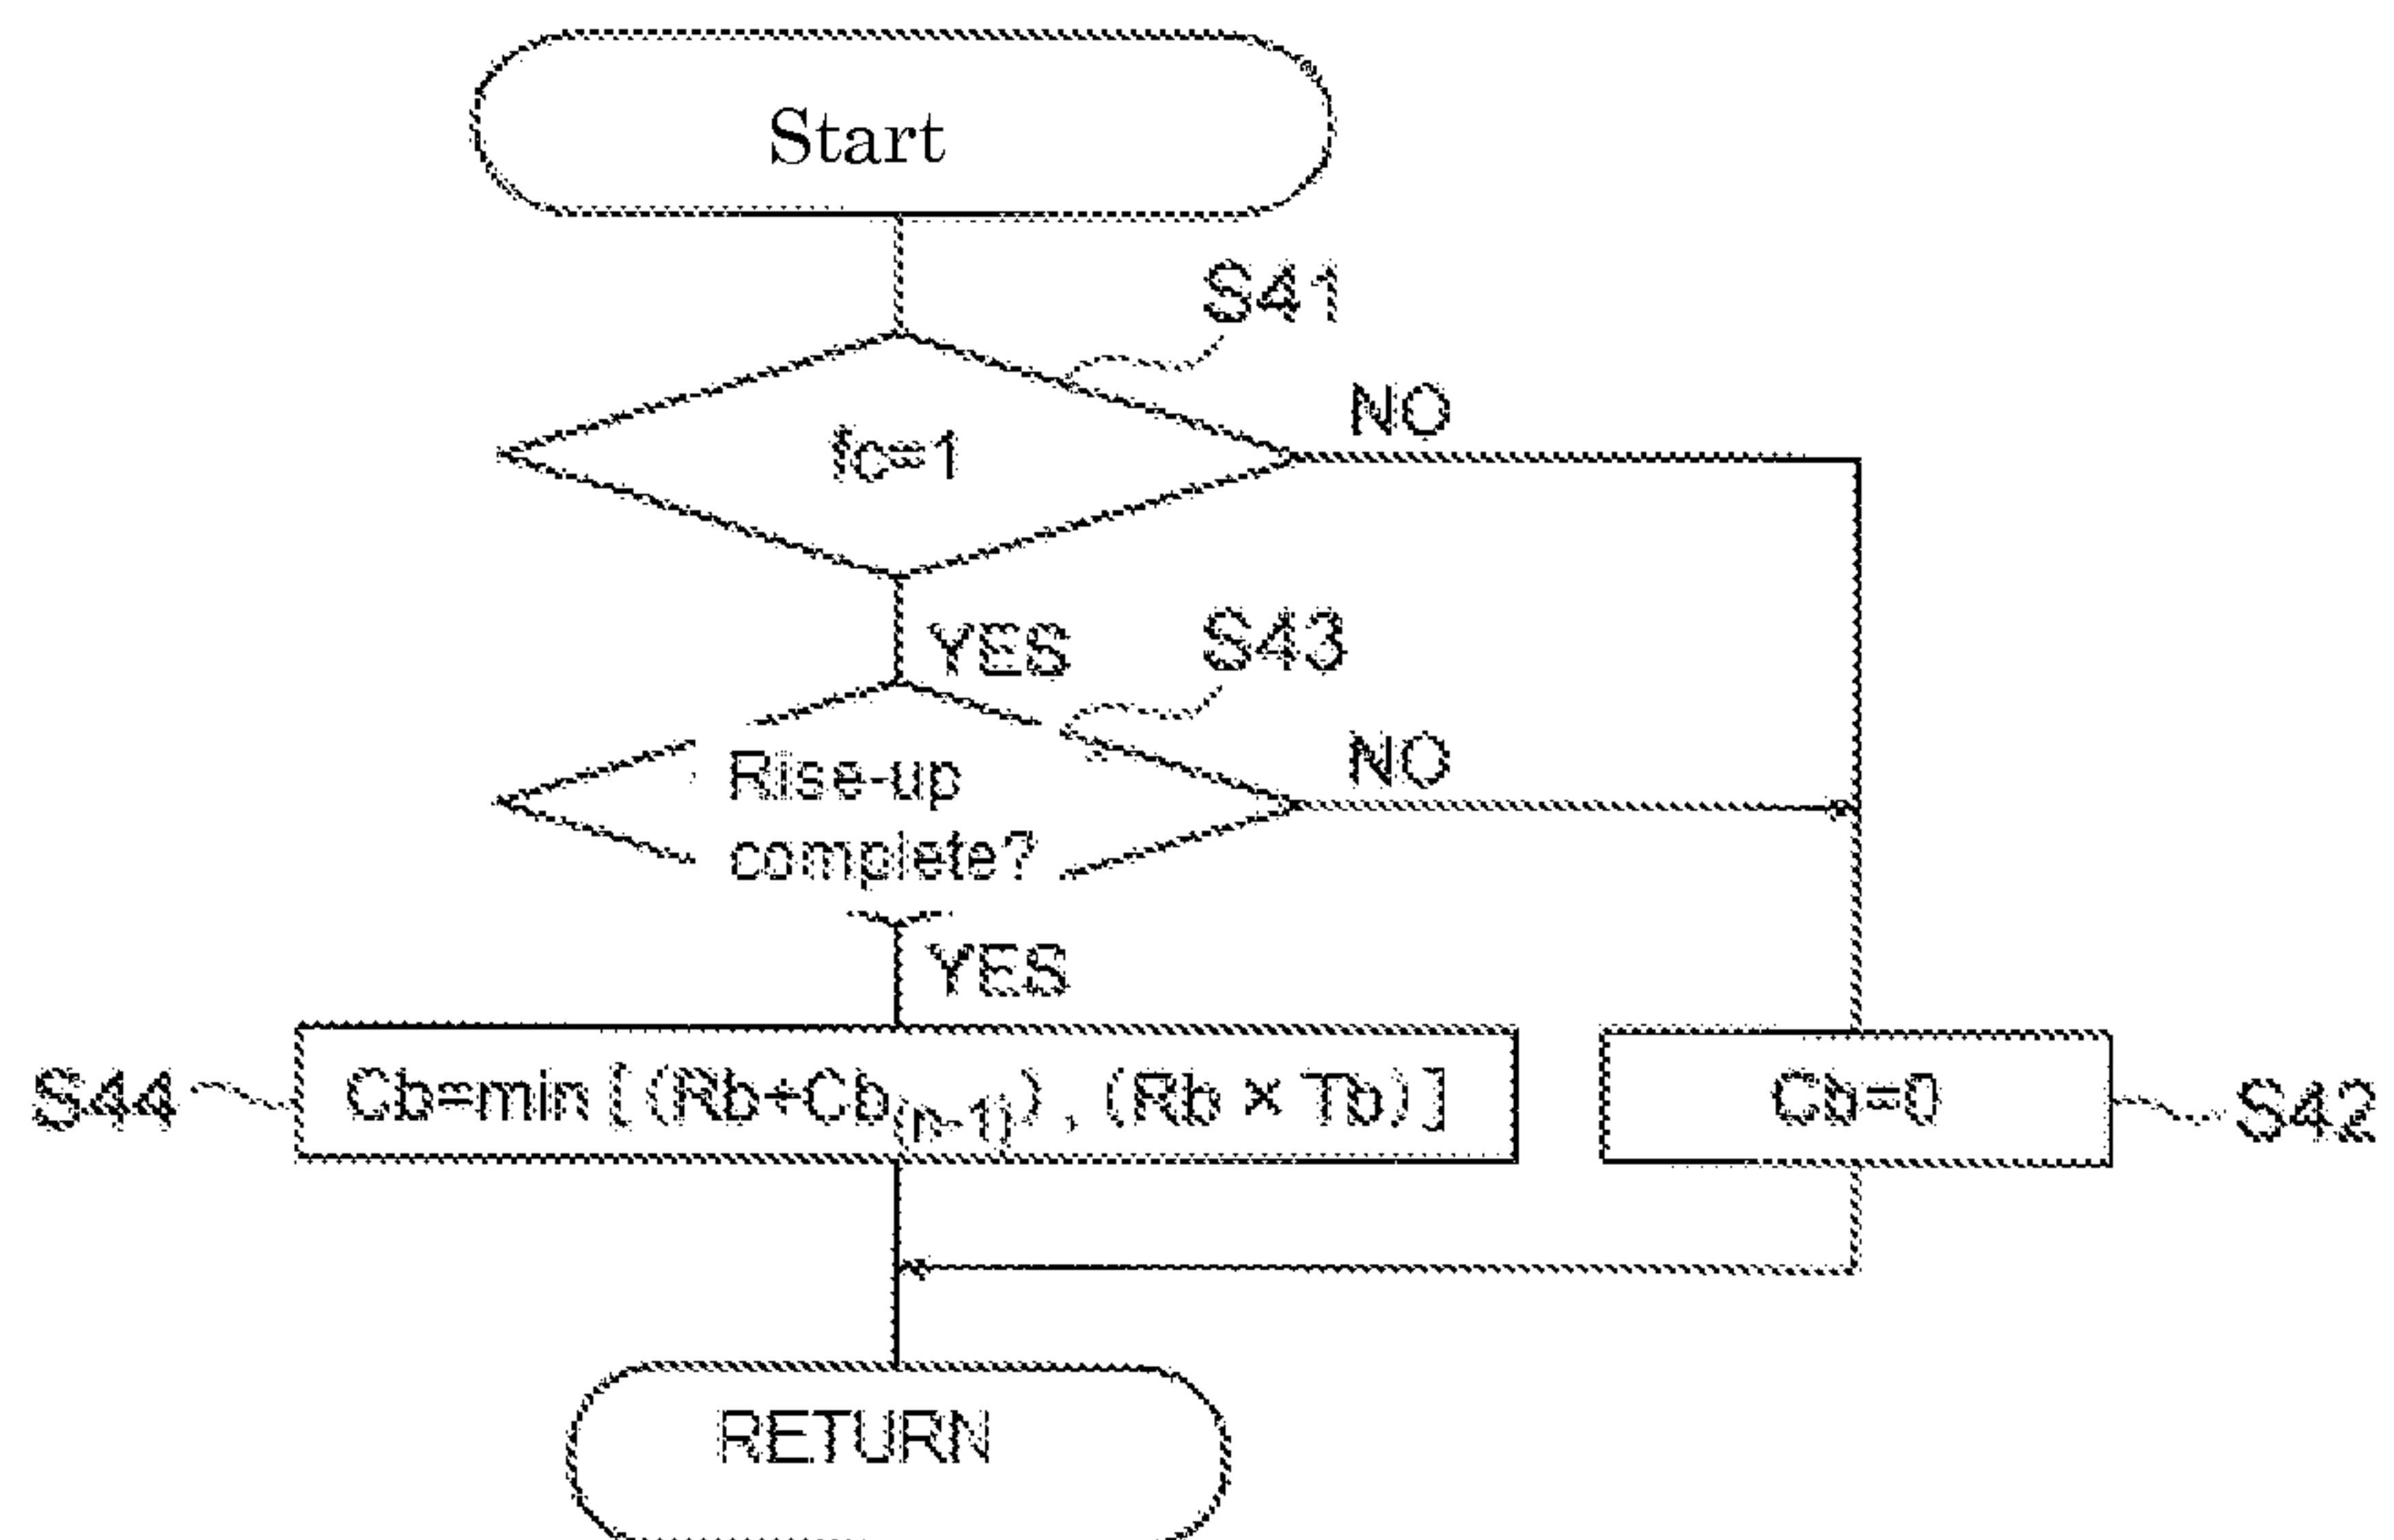 Start
S41
NO
fc=1
YES
S43
NO
Rise-up
complete?
YES
S44
Cb=min[(Rb+Cb(n-1)),(Rb × Tb)]
Cb=0
S42
RETURN